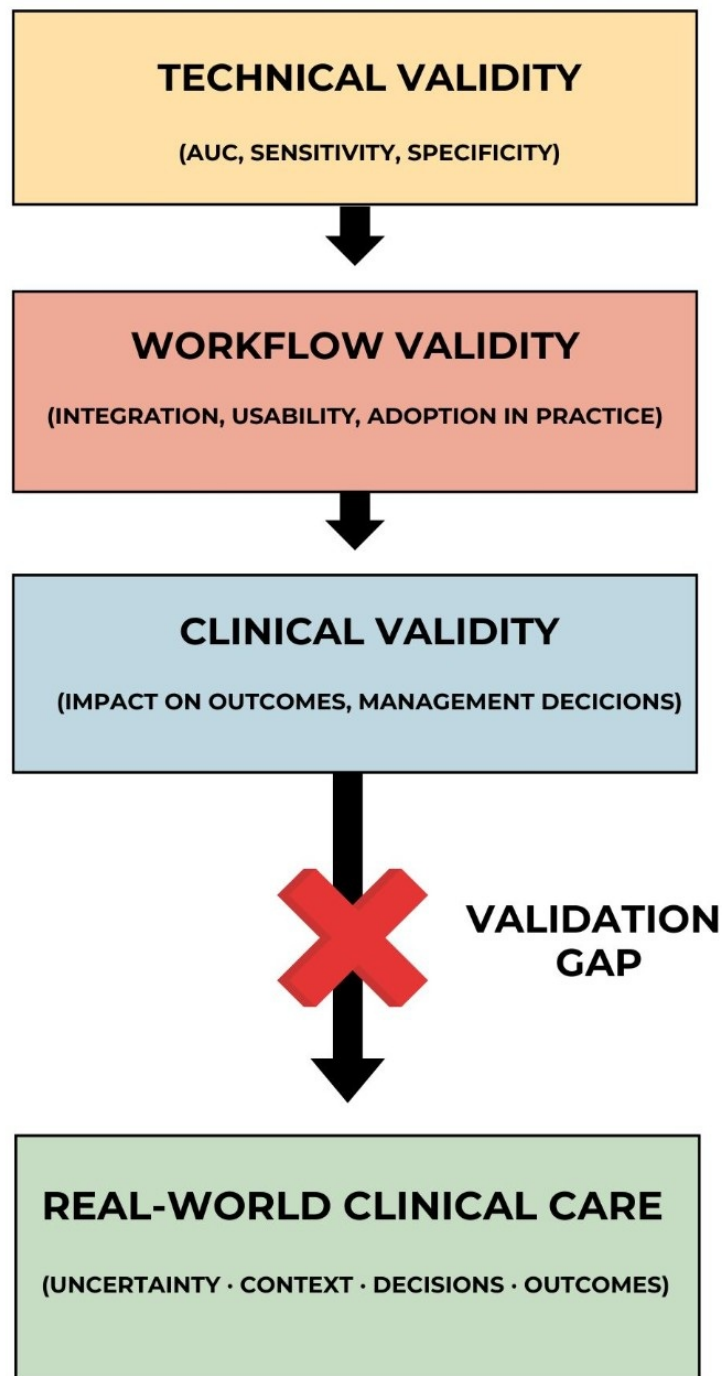 TECHNICAL VALIDITY
(AUC, SENSITIVITY, SPECIFICITY)
WORKFLOW VALIDITY
(INTEGRATION, USABILITY, ADOPTION IN PRACTICE)
CLINICAL VALIDITY
(IMPACT ON OUTCOMES, MANAGEMENT DECICIONS)
VALIDATION
GAP
REAL-WORLD CLINICAL CARE
(UNCERTAINTY · CONTEXT · DECISIONS · OUTCOMES)